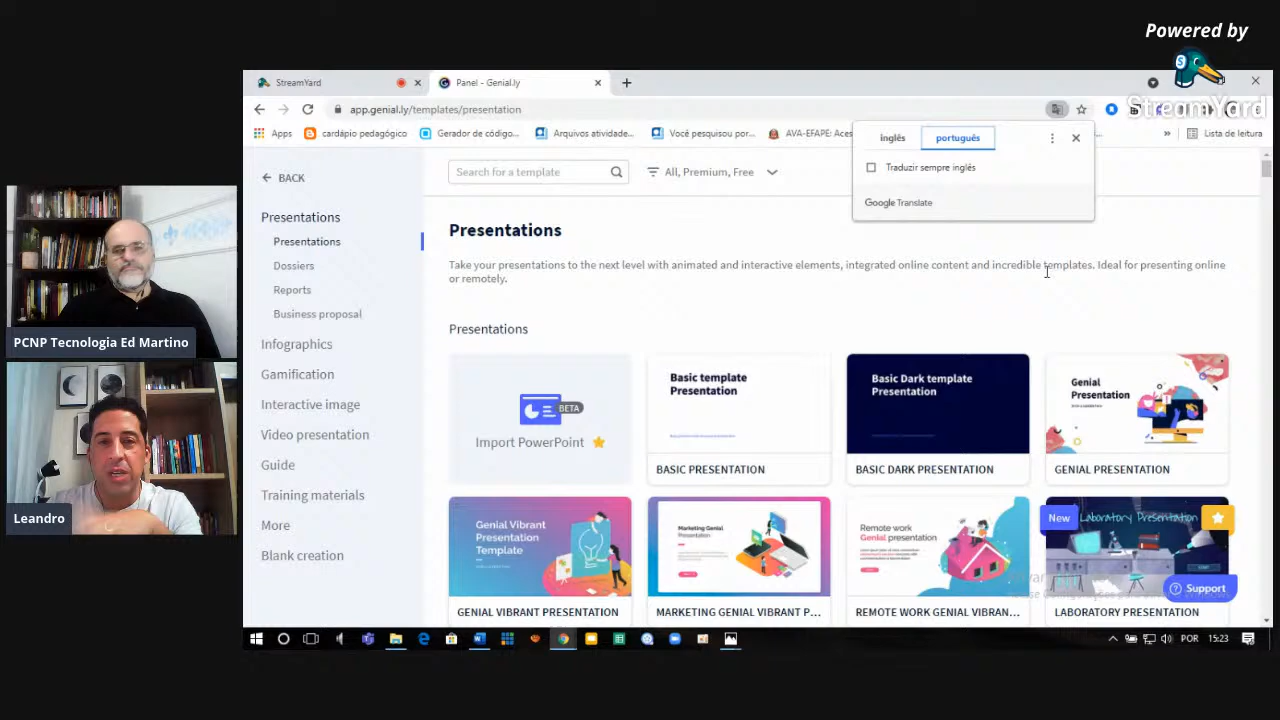 Powered by
StreamYard
StreamYard
Panel - Genial.ly
app.genial.ly/templates/presentation
Apps
cardápio pedagógico
Gerador de código...
Arquivos atividade...
Você pesquisou por...
AVA-EFAPE: Aces
Lista de leitura
inglês
português
Traduzir sempre inglês
Google Translate
BACK
Search for a template
All, Premium, Free
Presentations
Presentations
Dossiers
Reports
Business proposal
Infographics
Gamification
Interactive image
Video presentation
Guide
Training materials
More
Blank creation
Presentations
Take your presentations to the next level with animated and interactive elements, integrated online content and incredible templates. Ideal for presenting online
or remotely.
Presentations
BETA
Import PowerPoint
Basic template
Presentation
BASIC PRESENTATION
Basic Dark template
Presentation
BASIC DARK PRESENTATION
Genial
Presentation
GENIAL PRESENTATION
Genial Vibrant
Presentation
Template
GENIAL VIBRANT PRESENTATION
Marketing Genial
Presentation
MARKETING GENIAL VIBRANT P...
Remote work
Genial presentation
REMOTE WORK GENIAL VIBRAN...
New
Laboratory Presentation
LABORATORY PRESENTATION
Support
PCNP Tecnologia Ed Martino
Leandro
POR
15:23